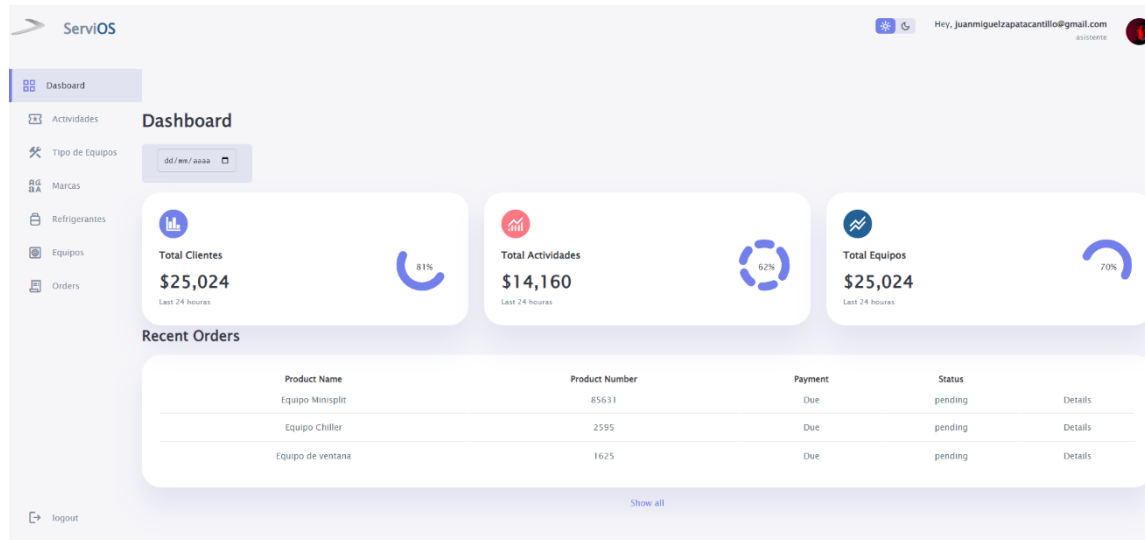 ServiOS
Hey, juanmiguelzapatacantillo@gmail.com
asistente
Dasboard
Actividades
Tipo de Equipos
Marcas
Refrigerantes
Equipos
Orders
logout
Dashboard
dd/mm/aaaa
Total Clientes
$25,024
Last 24 houras
81%
Total Actividades
$14,160
Last 24 houras
62%
Total Equipos
$25,024
Last 24 houras
70%
Recent Orders
Product Name Product Number Payment Status
Equipo Minisplit 85631 Due pending Details
Equipo Chiller 2595 Due pending Details
Equipo de ventana 1625 Due pending Details
Show all